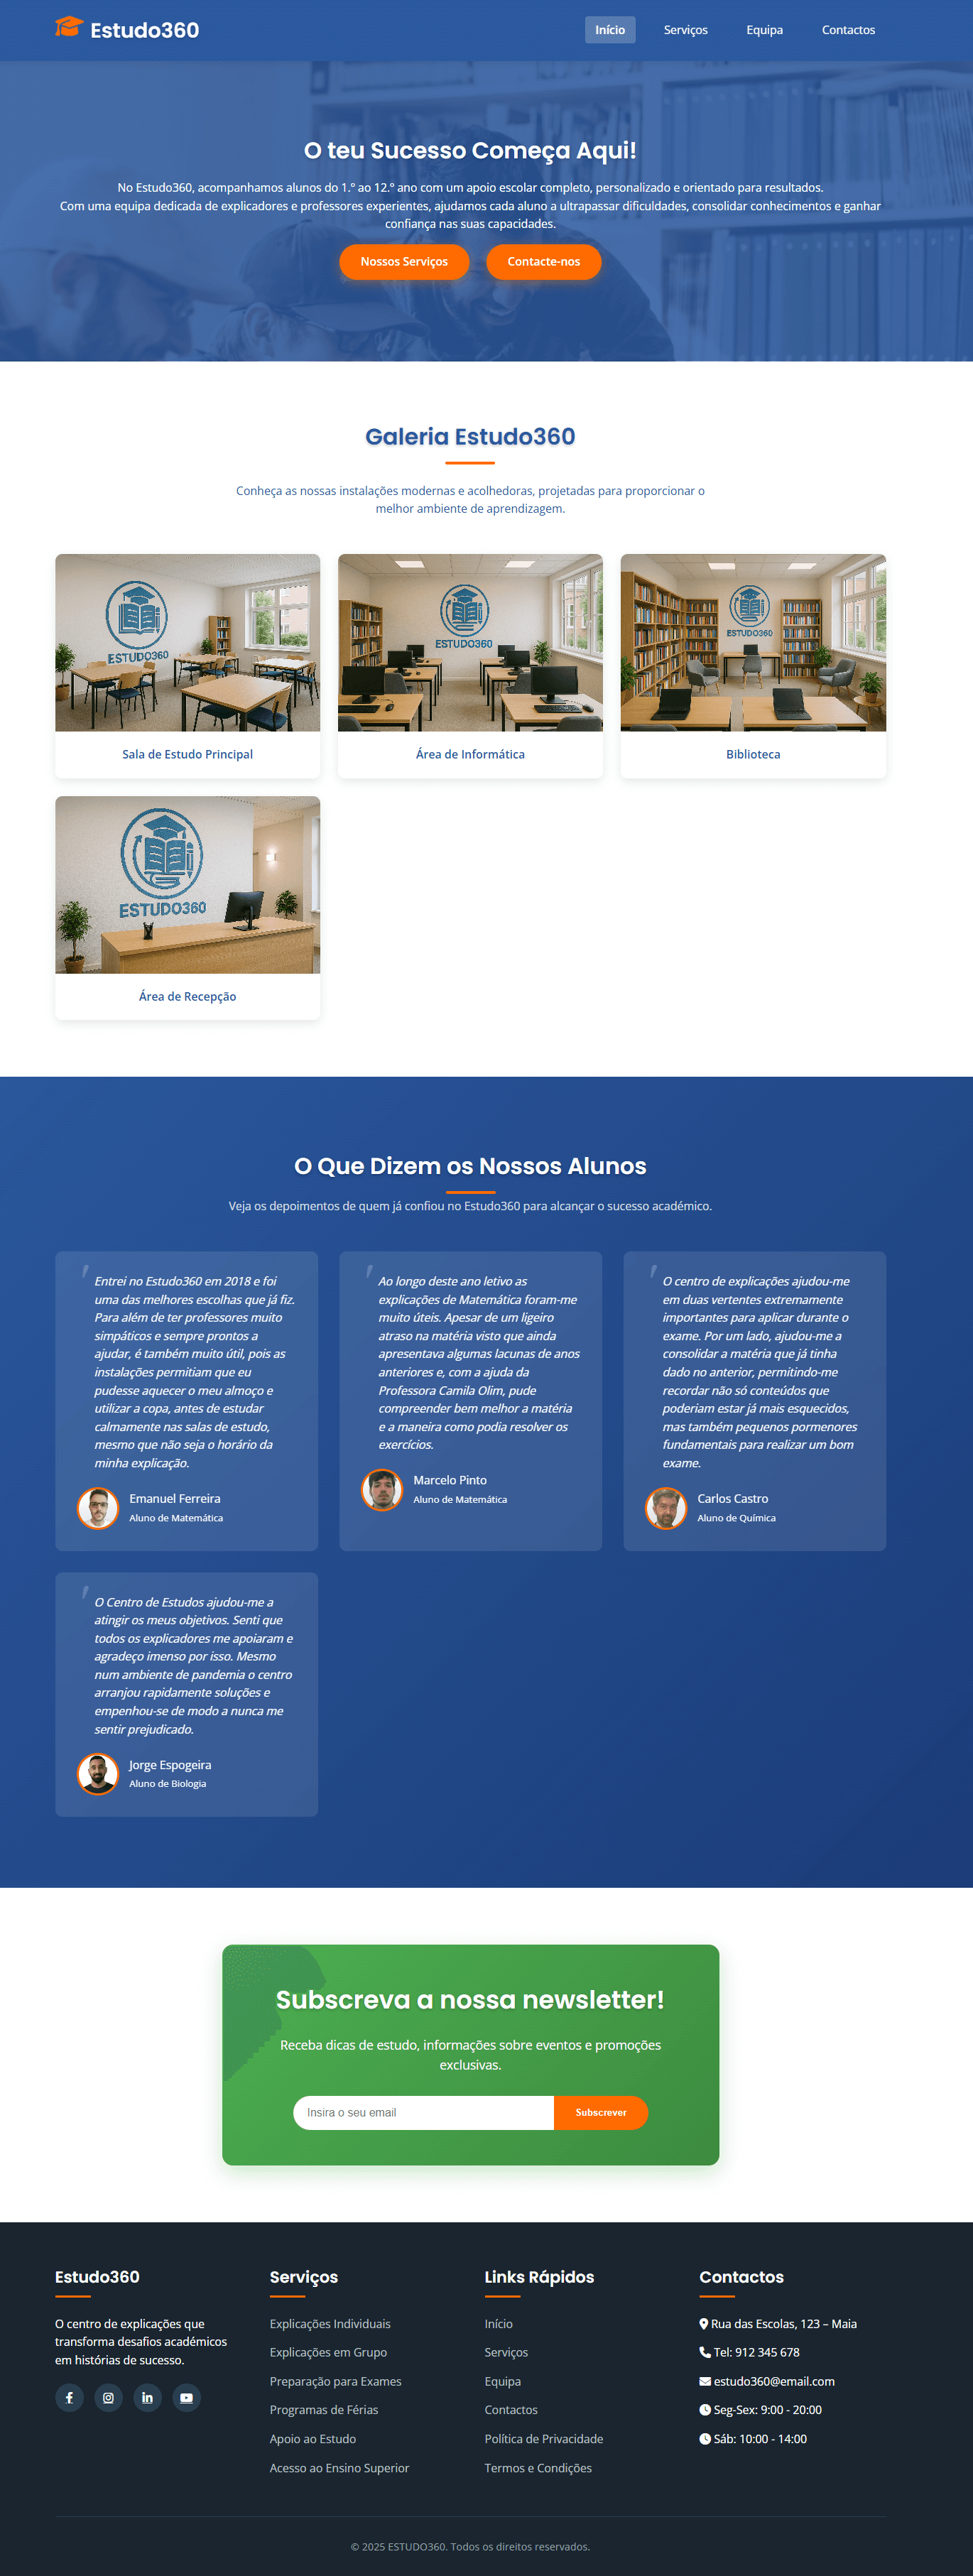 Estudo360
Início
Serviços
Equipa
Contactos
O teu Sucesso Começa Aqui!
No Estudo360, acompanhamos alunos do 1.º ao 12.º ano com um apoio escolar completo, personalizado e orientado para resultados.
Com uma equipa dedicada de explicadores e professores experientes, ajudamos cada aluno a ultrapassar dificuldades, consolidar conhecimentos e ganhar
confiança nas suas capacidades.
Nossos Serviços
Contacte-nos
Galeria Estudo360
Conheça as nossas instalações modernas e acolhedoras, projetadas para proporcionar o
melhor ambiente de aprendizagem.
ESTUDO360
ESTUDO360
ESTUDO360
Sala de Estudo Principal
Área de Informática
Biblioteca
ESTUDO360
Área de Recepção
O Que Dizem os Nossos Alunos
Veja os depoimentos de quem já confiou no Estudo360 para alcançar o sucesso académico.
Entrei no Estudo360 em 2018 e foi
uma das melhores escolhas que já fiz.
Para além de ter professores muito
simpáticos e sempre prontos a
ajudar, é também muito útil, pois as
instalações permitiam que eu
pudesse aquecer o meu almoço e
utilizar a copa, antes de estudar
calmamente nas salas de estudo,
mesmo que não seja o horário da
minha explicação.
Emanuel Ferreira
Aluno de Matemática
Ao longo deste ano letivo as
explicações de Matemática foram-me
muito úteis. Apesar de um ligeiro
atraso na matéria visto que ainda
apresentava algumas lacunas de anos
anteriores e, com a ajuda da
Professora Camila Olim, pude
compreender bem melhor a matéria
e a maneira como podia resolver os
exercícios.
Marcelo Pinto
Aluno de Matemática
O centro de explicações ajudou-me
em duas vertentes extremamente
importantes para aplicar durante o
exame. Por um lado, ajudou-me a
consolidar a matéria que já tinha
dado no anterior, permitindo-me
recordar não só conteúdos que
poderiam estar já mais esquecidos,
mas também pequenos pormenores
fundamentais para realizar um bom
exame.
Carlos Castro
Aluno de Química
O Centro de Estudos ajudou-me a
atingir os meus objetivos. Senti que
todos os explicadores me apoiaram e
agradeço imenso por isso. Mesmo
num ambiente de pandemia o centro
arranjou rapidamente soluções e
empenhou-se de modo a nunca me
sentir prejudicado.
Jorge Espogeira
Aluno de Biologia
Subscreva a nossa newsletter!
Receba dicas de estudo, informações sobre eventos e promoções
exclusivas.
Insira o seu email
Subscrever
Estudo360
O centro de explicações que
transforma desafios académicos
em histórias de sucesso.
Serviços
Explicações Individuais
Explicações em Grupo
Preparação para Exames
Programas de Férias
Apoio ao Estudo
Acesso ao Ensino Superior
Links Rápidos
Início
Serviços
Equipa
Contactos
Política de Privacidade
Termos e Condições
Contactos
Rua das Escolas, 123 – Maia
Tel: 912 345 678
estudo360@email.com
Seg-Sex: 9:00 - 20:00
Sáb: 10:00 - 14:00
© 2025 ESTUDO360. Todos os direitos reservados.